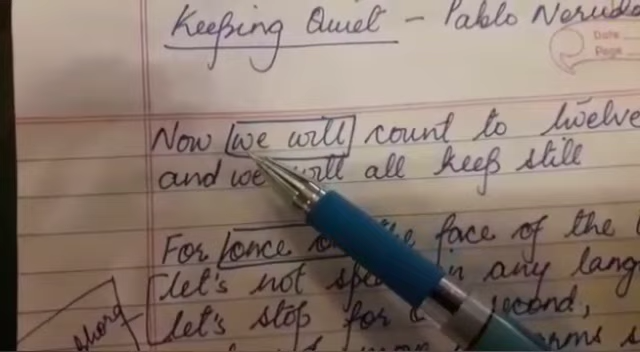 Keeping Quiet - Pablo Neruda
Date
Page
Now we will count to twelve
and we will all keep still
For once on the face of the
let's not speak in any lang
let's stop for one second,